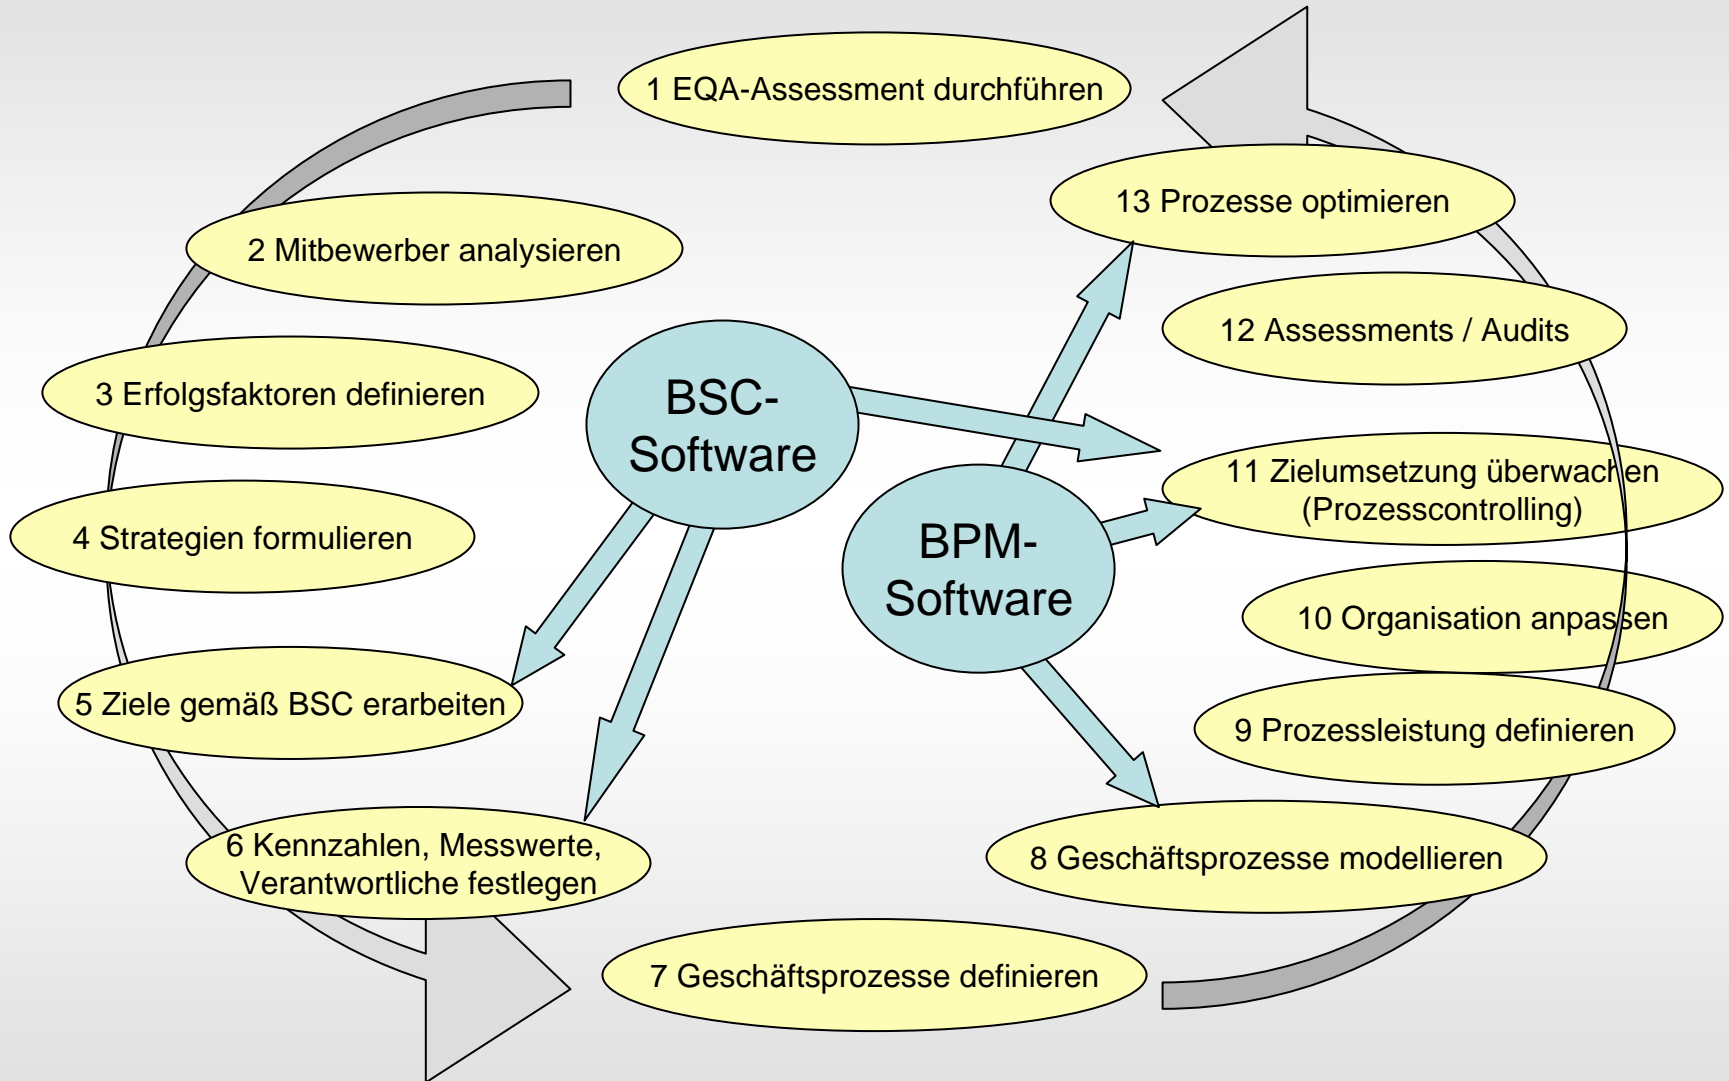 1 EQA-Assessment durchführen
2 Mitbewerber analysieren
3 Erfolgsfaktoren definieren
4 Strategien formulieren
5 Ziele gemäß BSC erarbeiten
6 Kennzahlen, Messwerte,
Verantwortliche festlegen
7 Geschäftsprozesse definieren
8 Geschäftsprozesse modellieren
9 Prozessleistung definieren
10 Organisation anpassen
11 Zielumsetzung überwachen
(Prozesscontrolling)
12 Assessments / Audits
13 Prozesse optimieren
BSC-
Software
BPM-
Software